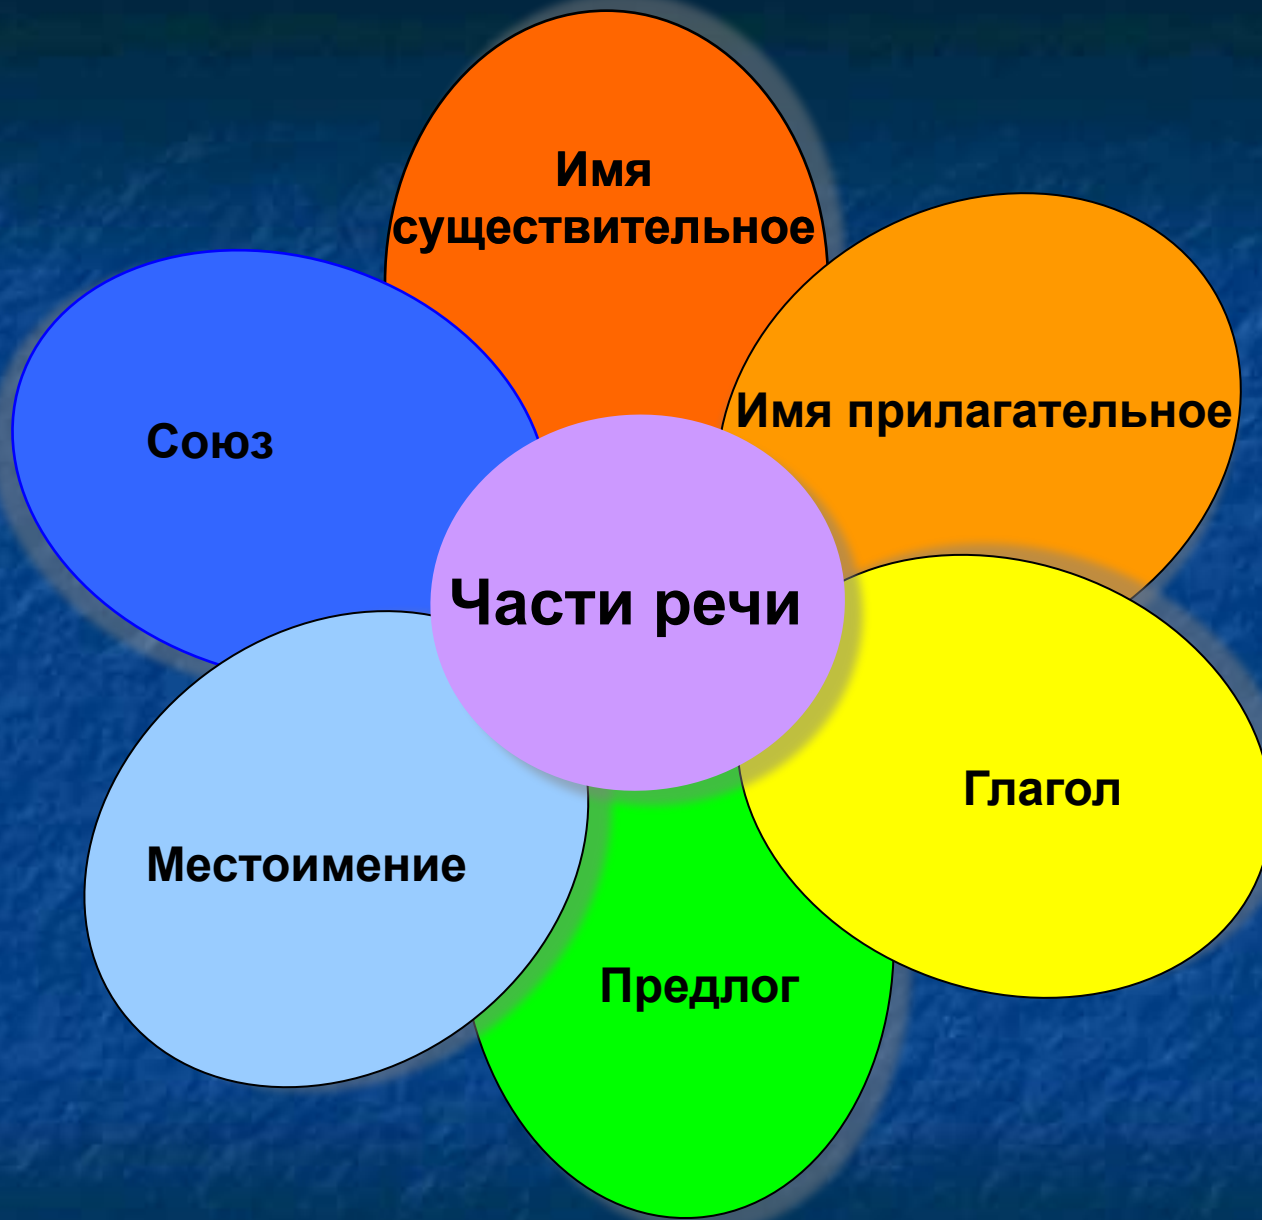 Имя
существительное
Имя прилагательное
Союз
Части речи
Глагол
Местоимение
Предлог